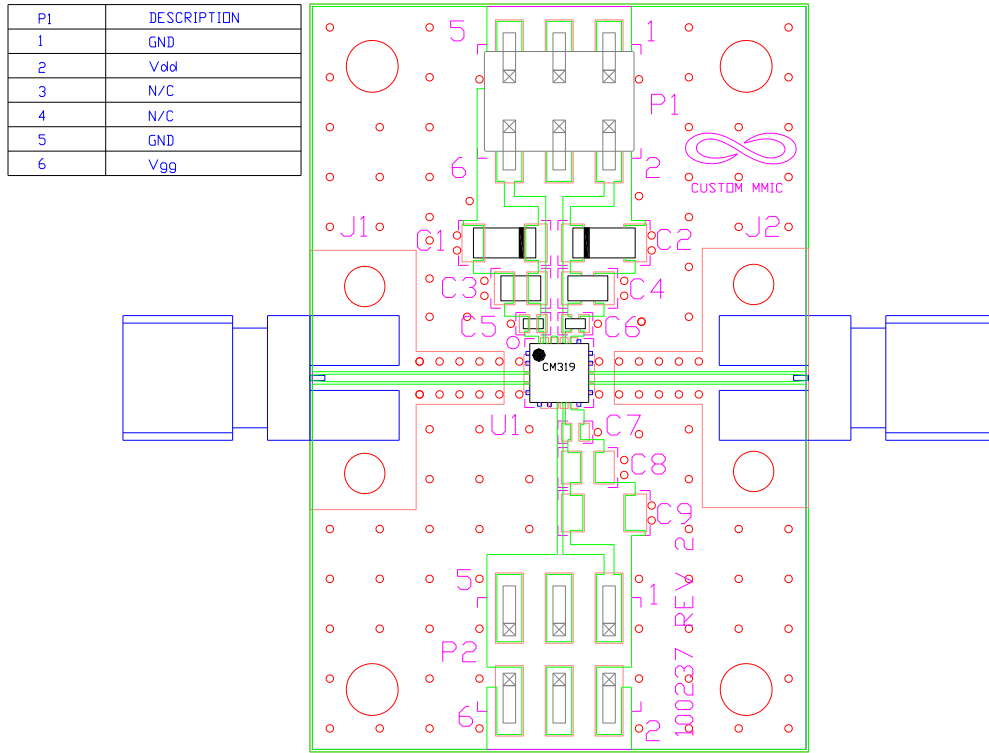 P1 DESCRIPTION
1 GND
2 Vdd
3 N/C
4 N/C
5 GND
6 Vgg
5 1
P1
6 2
CUSTOM MMIC
J1 J2
C1 C2
C3 C4
C5 C6
CM319
U1 C7
C8
C9
5 1
P2
6 2
100237 REV 2